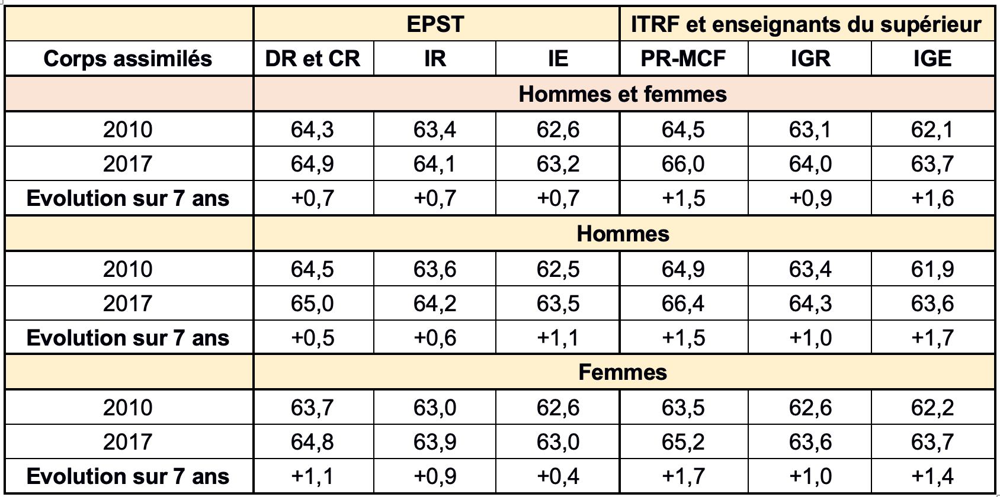 EPST ITRF et enseignants du supérieur
Corps assimilés DR et CR IR IE PR-MCF IGR IGE
Hommes et femmes
2010 64,3 63,4 62,6 64,5 63,1 62,1
2017 64,9 64,1 63,2 66,0 64,0 63,7
Evolution sur 7 ans +0,7 +0,7 +0,7 +1,5 +0,9 +1,6
Hommes
2010 64,5 63,6 62,5 64,9 63,4 61,9
2017 65,0 64,2 63,5 66,4 64,3 63,6
Evolution sur 7 ans +0,5 +0,6 +1,1 +1,5 +1,0 +1,7
Femmes
2010 63,7 63,0 62,6 63,5 62,6 62,2
2017 64,8 63,9 63,0 65,2 63,6 63,7
Evolution sur 7 ans +1,1 +0,9 +0,4 +1,7 +1,0 +1,4